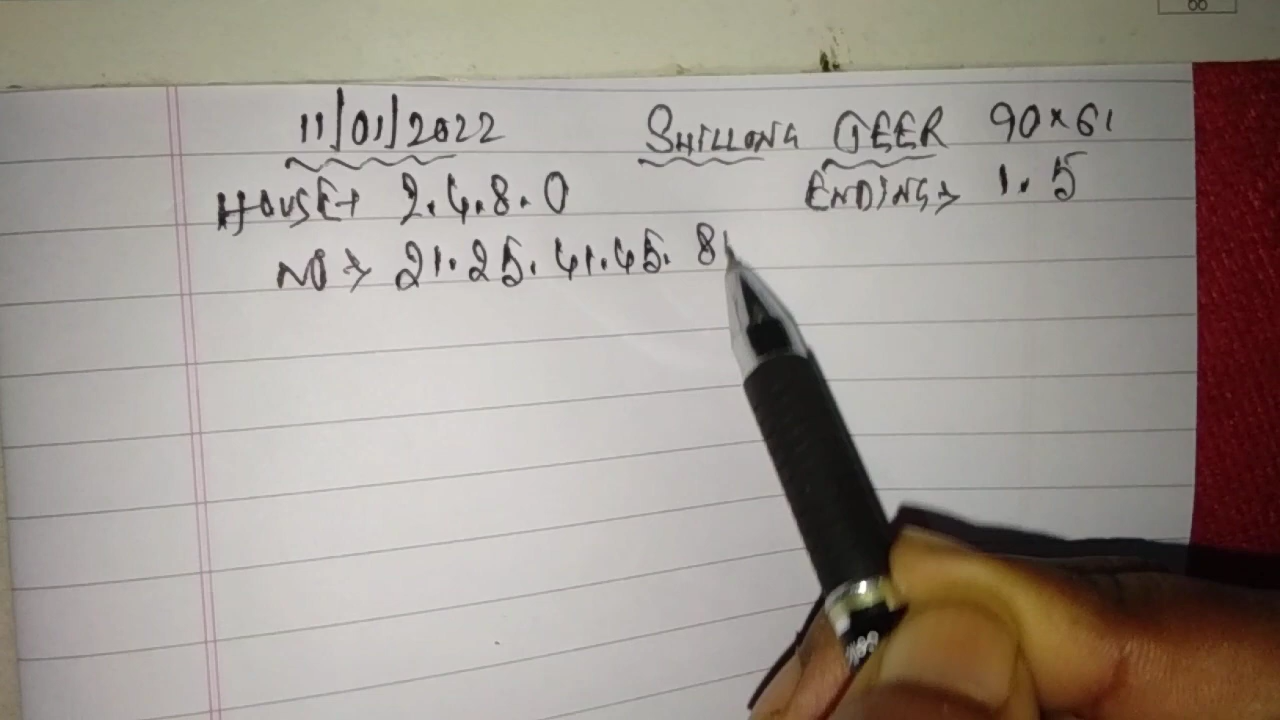 11/01/2022 SHILLONG TEER 90×61
HOUSE→ 2.4.8.0 ENDING→ 1.5
NO → 21.25.41.45.81